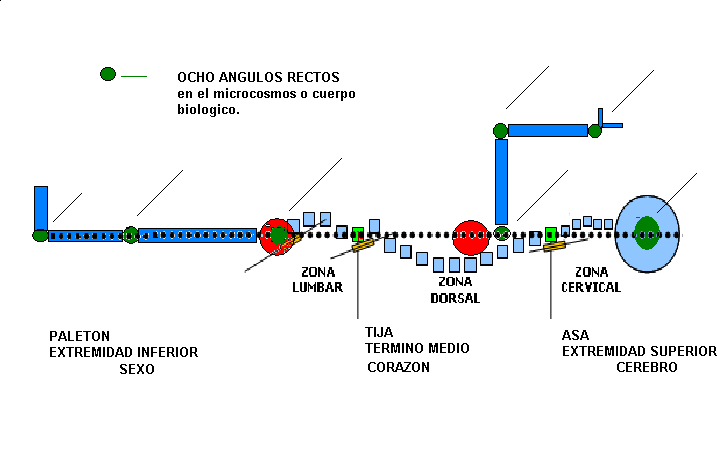 OCHO ANGULOS RECTOS
en el microcosmos o cuerpo
biologico.
ZONA
LUMBAR
ZONA
DORSAL
ZONA
CERVICAL
PALETON
EXTREMIDAD INFERIOR
SEXO
TIJA
TERMINO MEDIO
CORAZON
ASA
EXTREMIDAD SUPERIOR
CEREBRO